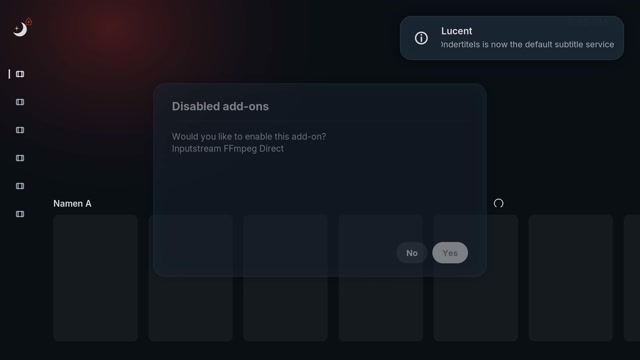 Lucent
Ondertitels is now the default subtitle service
Disabled add-ons
Would you like to enable this add-on?
Inputstream FFmpeg Direct
Namen A
No
Yes